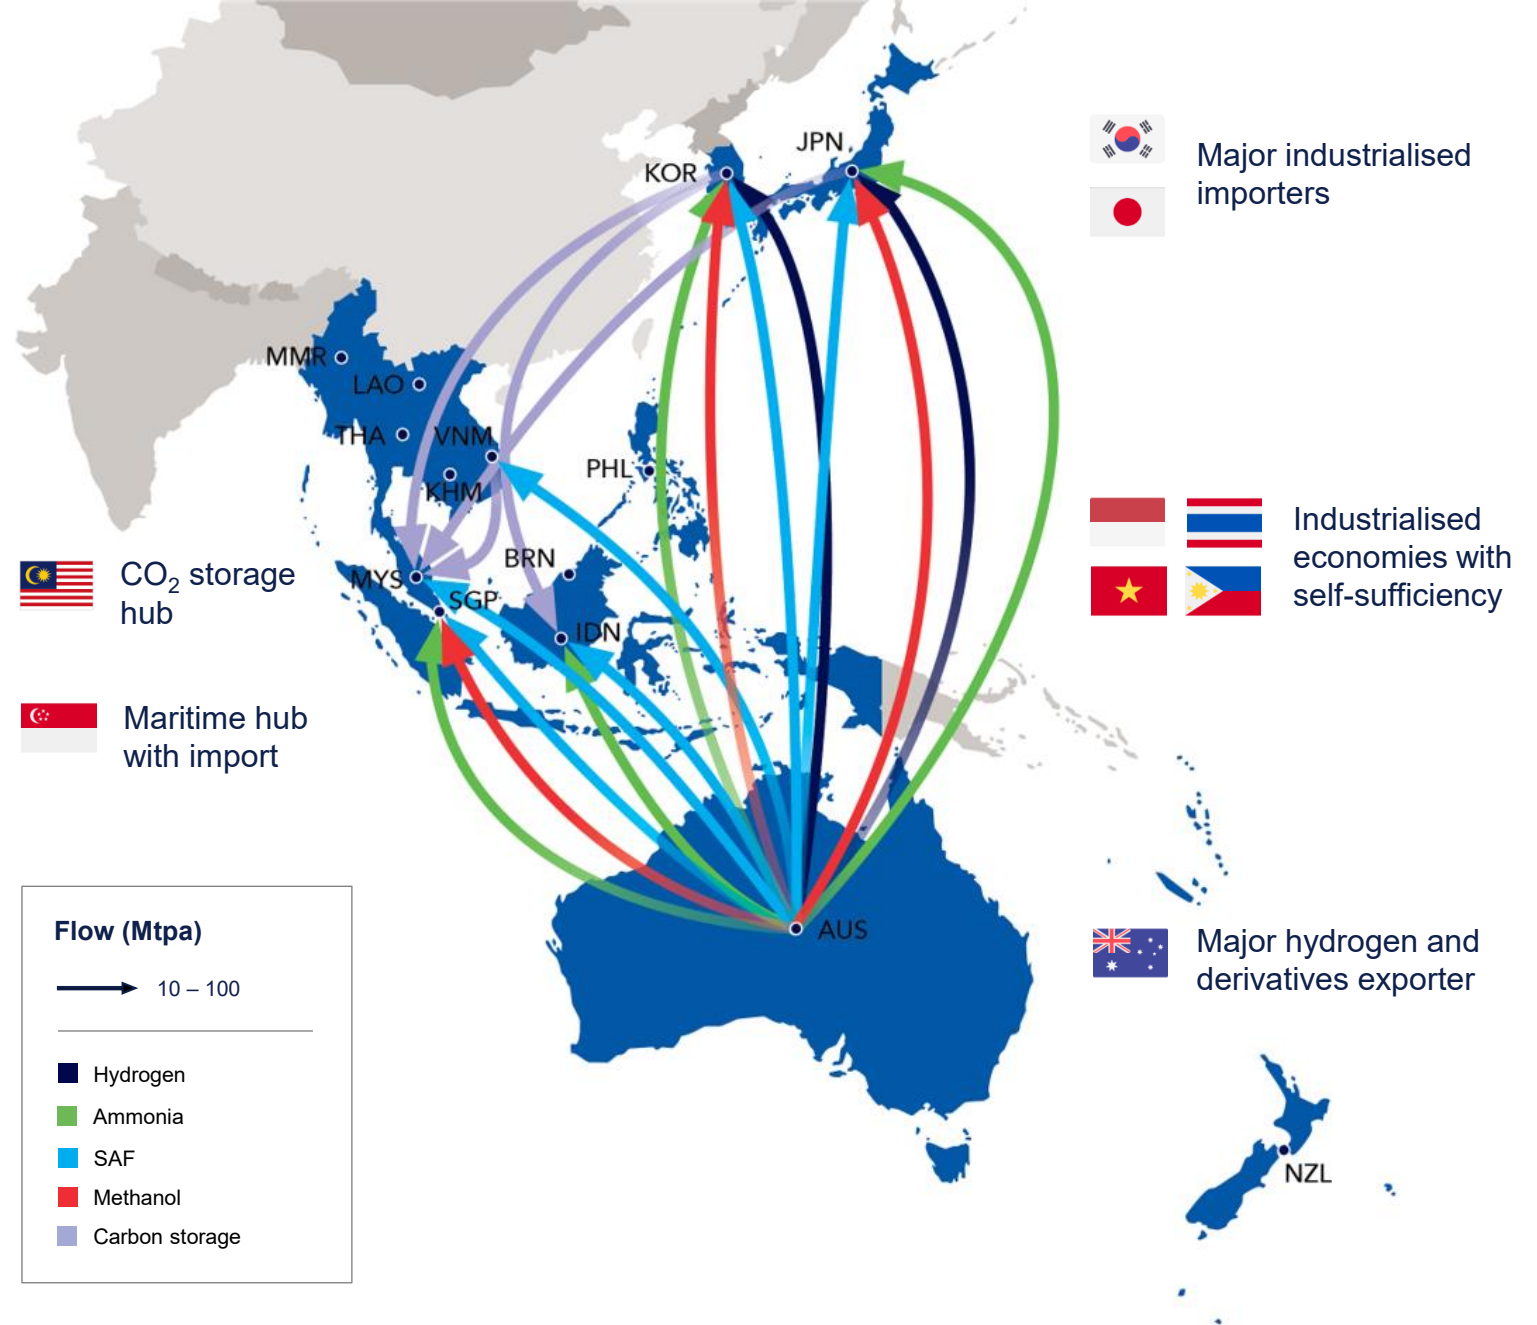 JPN
KOR
Major industrialised
importers
MMR
LAO
THA
VNM
KHM
PHL
Industrialised
economies with
self-sufficiency
BRN
MYS
SGP
IDN
CO₂ storage
hub
Maritime hub
with import
AUS
Major hydrogen and
derivatives exporter
NZL
Flow (Mtpa)
10 – 100
Hydrogen
Ammonia
SAF
Methanol
Carbon storage